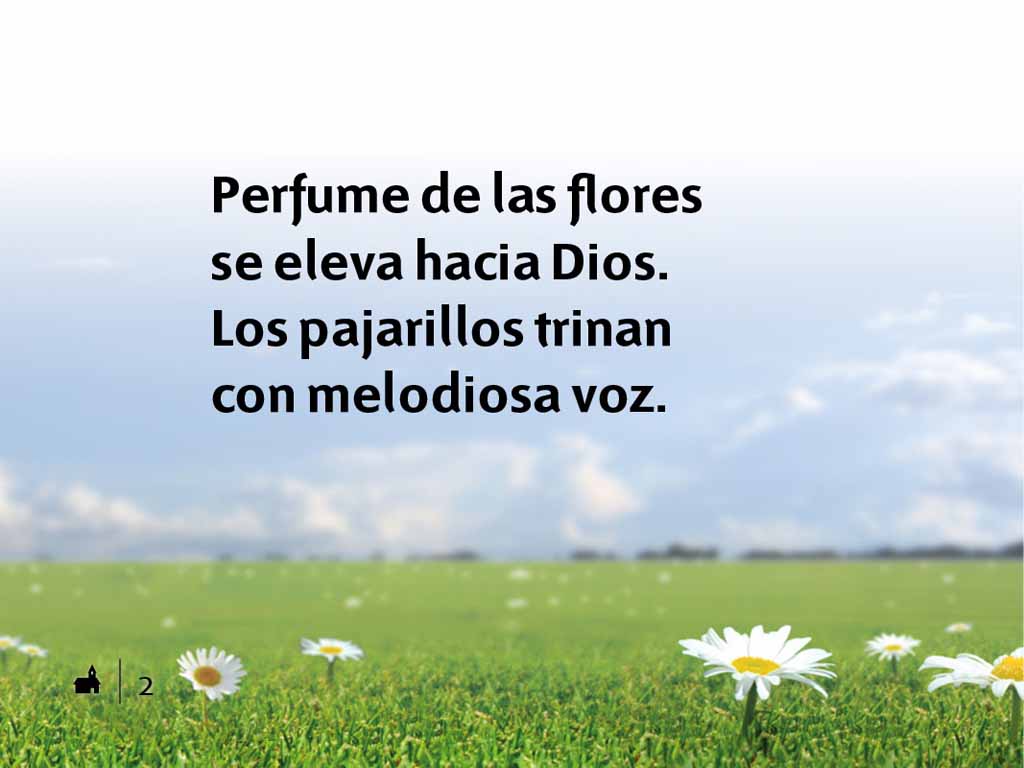 Perfume de las flores
se eleva hacia Dios.
Los pajarillos trinan
con melodiosa voz.
2